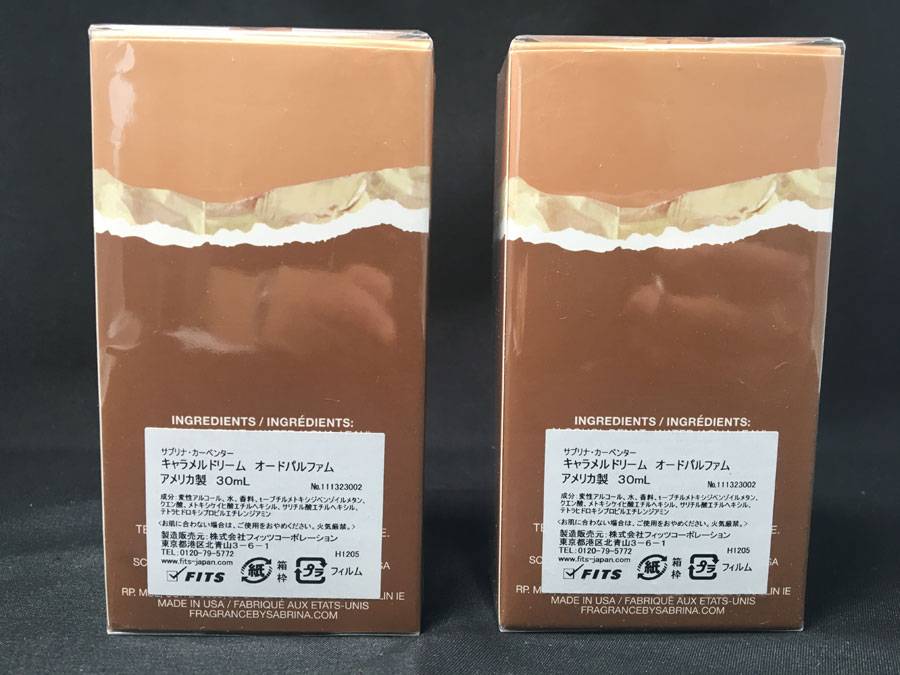 INGREDIENTS / INGRÉDIENTS:
サブリナ・カーペンター
キャラメルドリーム オードパルファム
アメリカ製 30mL
№111323002
成分:変性アルコール、水、香料、t-ブチルメトキシジベンゾイルメタン、
クエン酸、メトキシケイヒ酸エチルヘキシル、サリチル酸エチルヘキシル、
テトラヒドロキシプロピルエチレンジアミン
<お肌に合わない場合は、ご使用をおやめください。火気厳禁。>
製造販売元:株式会社フィッツコーポレーション
東京都港区北青山3-6-1
TEL:0120-79-5772
H1205
www.fits-japan.com
FITS 紙 箱 枠 プラ フィルム
MADE IN USA / FABRIQUÉ AUX ETATS-UNIS
FRAGRANCEBYSABRINA.COM
INGREDIENTS / INGRÉDIENTS:
サブリナ・カーペンター
キャラメルドリーム オードパルファム
アメリカ製 30mL
№111323002
成分:変性アルコール、水、香料、t-ブチルメトキシジベンゾイルメタン、
クエン酸、メトキシケイヒ酸エチルヘキシル、サリチル酸エチルヘキシル、
テトラヒドロキシプロピルエチレンジアミン
<お肌に合わない場合は、ご使用をおやめください。火気厳禁。>
製造販売元:株式会社フィッツコーポレーション
東京都港区北青山3-6-1
TEL:0120-79-5772
H1205
www.fits-japan.com
FITS 紙 箱 枠 プラ フィルム
MADE IN USA / FABRIQUÉ AUX ETATS-UNIS
FRAGRANCEBYSABRINA.COM